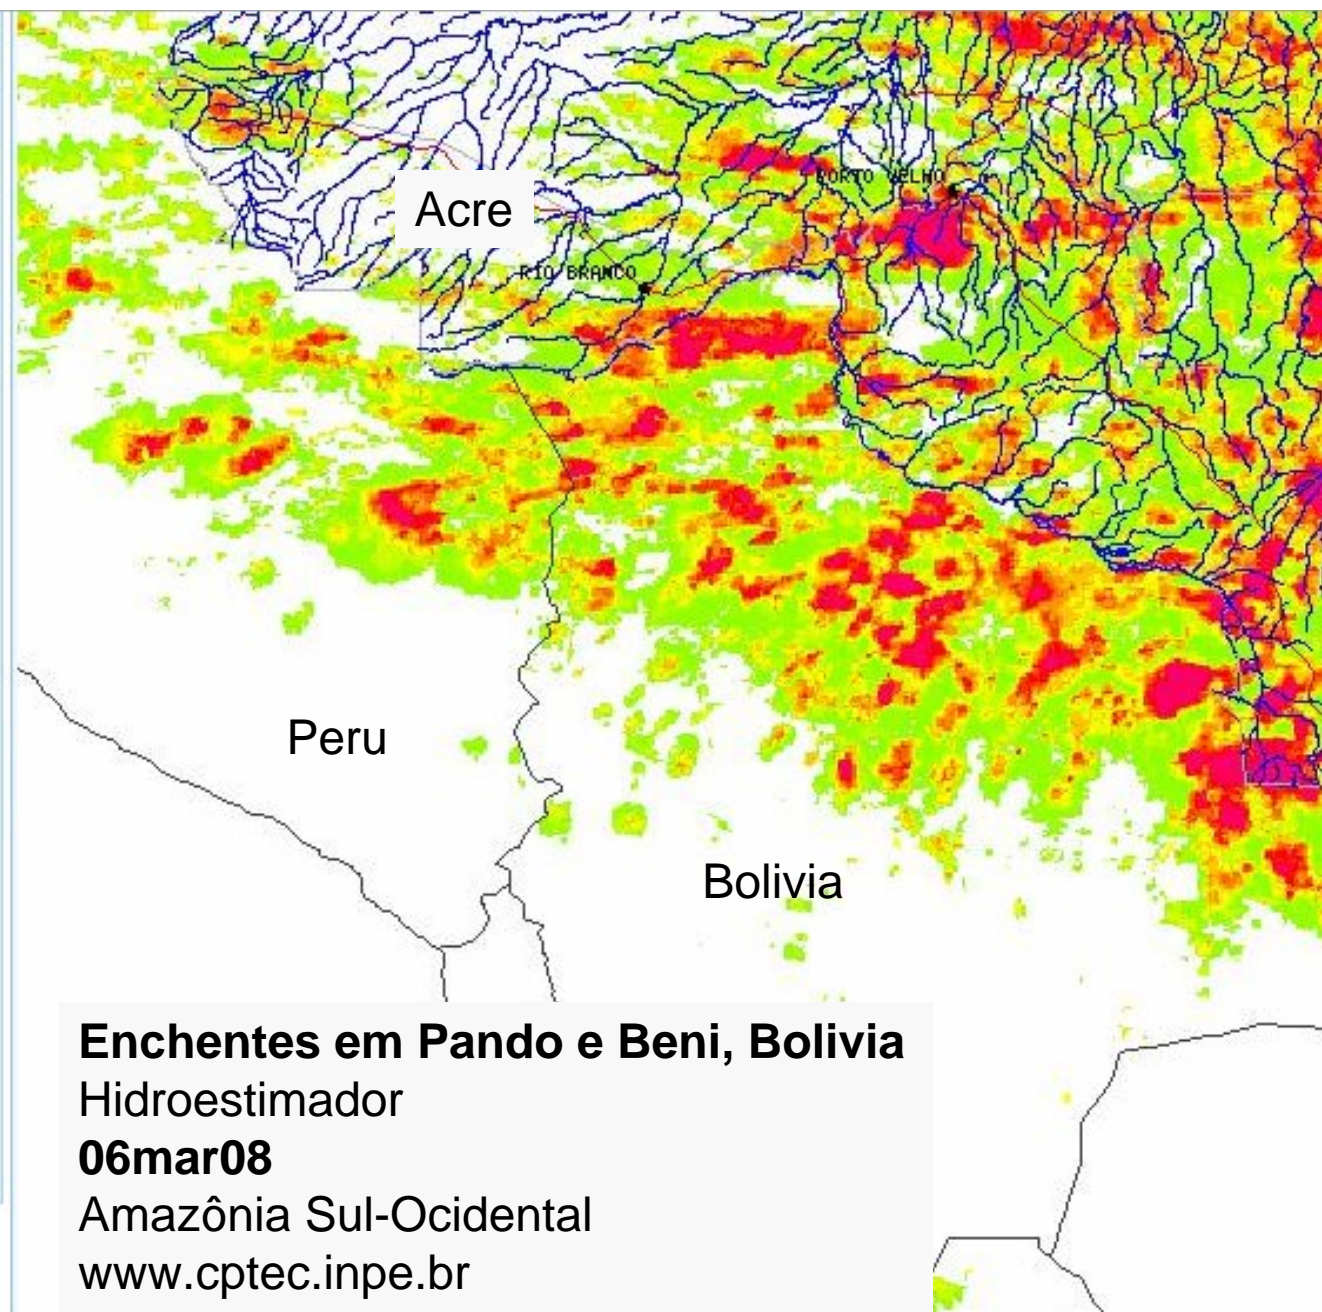 PORTO VELHO
Acre
RIO BRANCO
Peru
Bolivia
Enchentes em Pando e Beni, Bolivia
Hidroestimador
06mar08
Amazônia Sul-Ocidental
www.cptec.inpe.br